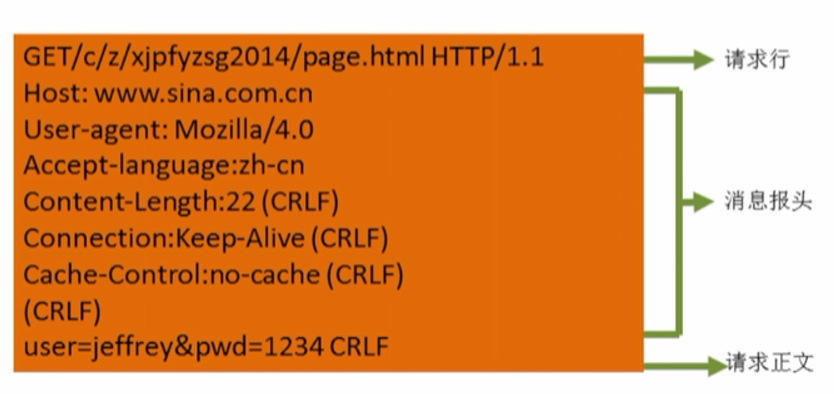 GET/c/z/xjpfyzsg2014/page.html HTTP/1.1
请求行
Host: www.sina.com.cn
User-agent: Mozilla/4.0
Accept-language:zh-cn
Content-Length:22 (CRLF)
消息报头
Connection:Keep-Alive (CRLF)
Cache-Control:no-cache (CRLF)
(CRLF)
user=jeffrey&pwd=1234 CRLF
请求正文